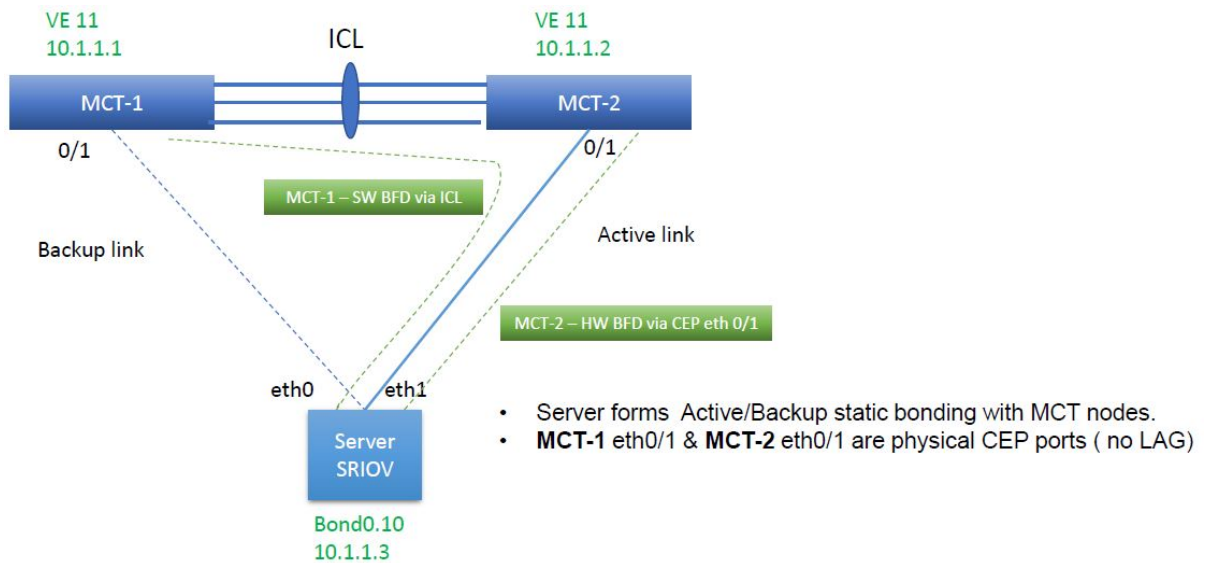 VE 11
10.1.1.1
VE 11
10.1.1.2
ICL
MCT-1
MCT-2
0/1
0/1
MCT-1 – SW BFD via ICL
Backup link
Active link
MCT-2 – HW BFD via CEP eth 0/1
eth0
eth1
Server
SRIOV
Bond0.10
10.1.1.3
• Server forms Active/Backup static bonding with MCT nodes.
• MCT-1 eth0/1 & MCT-2 eth0/1 are physical CEP ports ( no LAG)